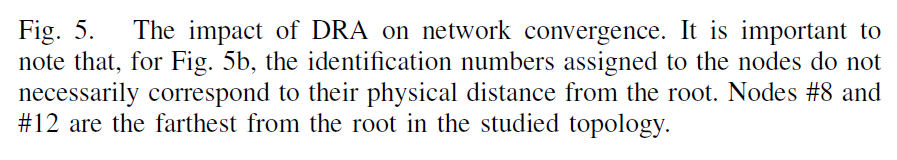 Fig. 5. The impact of DRA on network convergence. It is important to
note that, for Fig. 5b, the identification numbers assigned to the nodes do not
necessarily correspond to their physical distance from the root. Nodes #8 and
#12 are the farthest from the root in the studied topology.